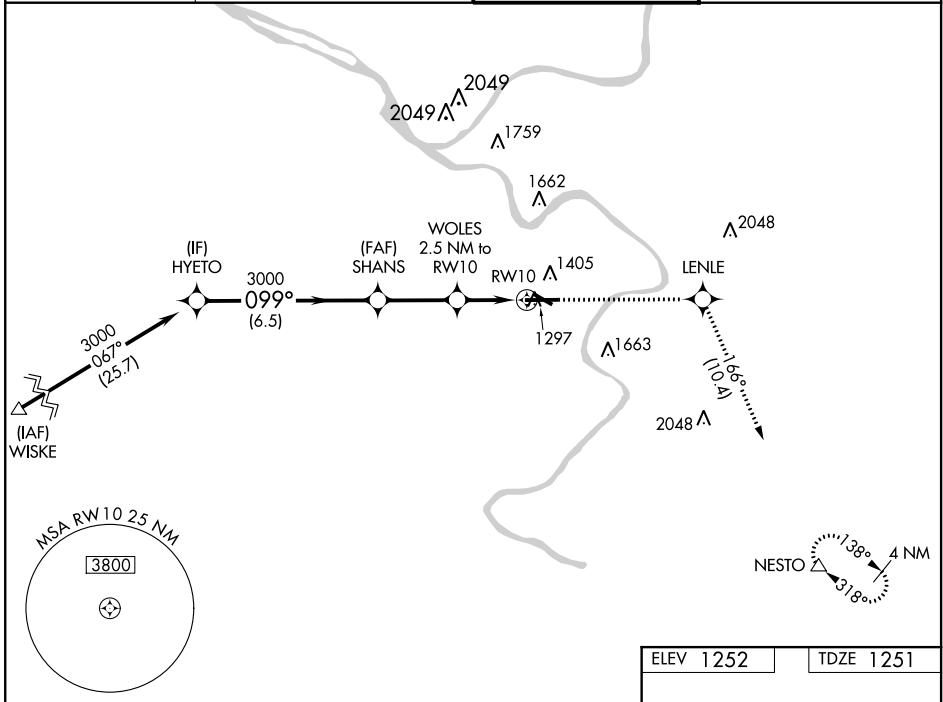 2049
2049
1759
1662
2048
(IF)
HYETO
3000
099°
(6.5)
(FAF)
SHANS
WOLES
2.5 NM to
RW10
RW10
1405
LENLE
1297
1663
3000
067°
(25.7)
(IAF)
WISKE
166°
(10.4)
2048
MSA RW10 25 NM
3800
NESTO
138°
4 NM
318°
ELEV 1252
TDZE 1251